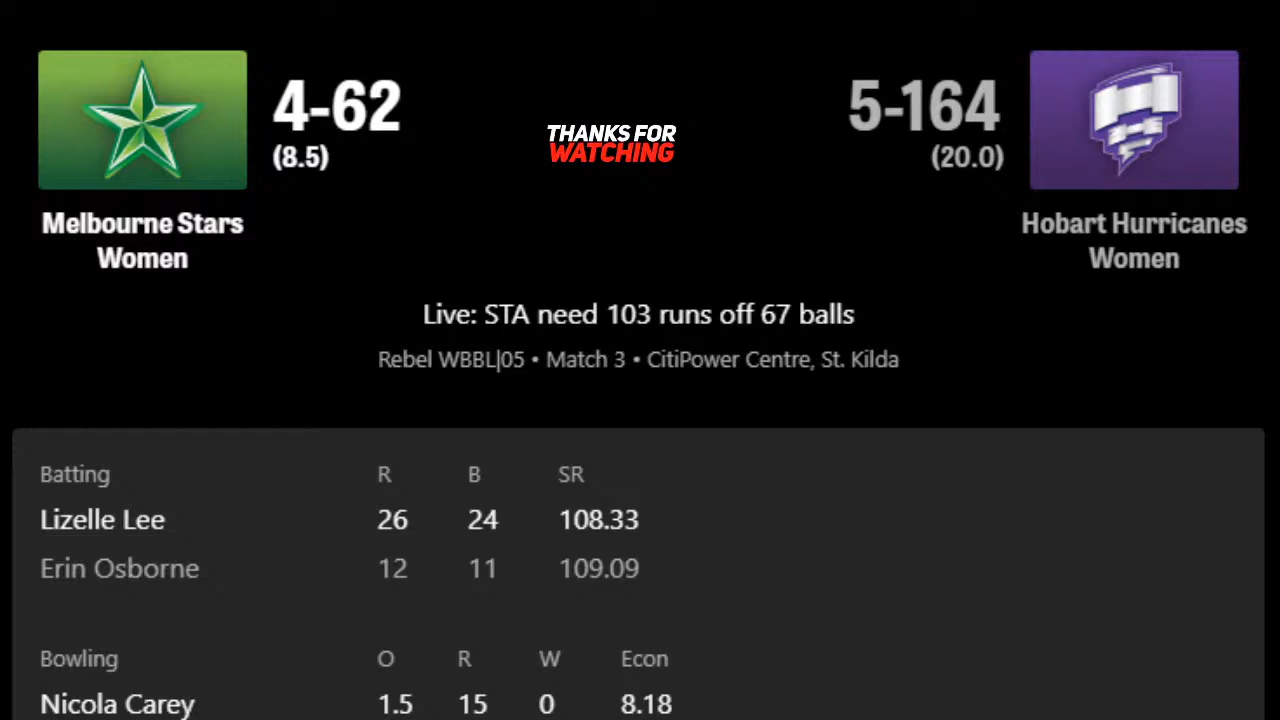 4-62
(8.5)
Melbourne Stars
Women
THANKS FOR
WATCHING
5-164
(20.0)
Hobart Hurricanes
Women
Live: STA need 103 runs off 67 balls
Rebel WBBL|05 • Match 3 • CitiPower Centre, St. Kilda
Batting R B SR
Lizelle Lee 26 24 108.33
Erin Osborne 12 11 109.09
Bowling O R W Econ
Nicola Carey 1.5 15 0 8.18